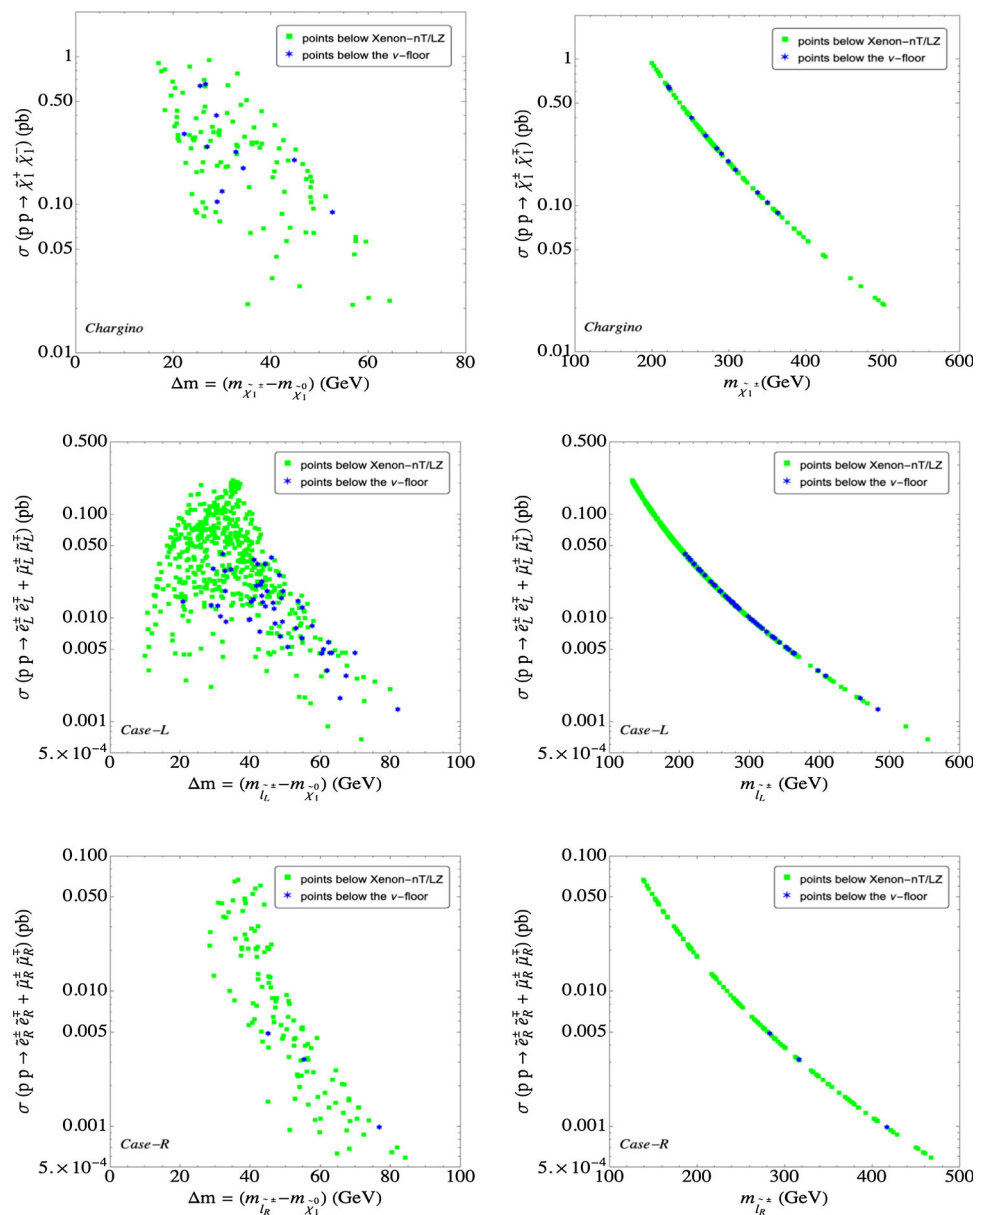 points below Xenon-nT/LZ
points below the ν-floor
1
0.50
0.10
0.05
0.01
σ (p p → χ̃₁⁺ χ̃₁⁻) (pb)
Chargino
0 20 40 60 80
Δm = (m_χ̃₁± − m_χ̃₁⁰) (GeV)
points below Xenon-nT/LZ
points below the ν-floor
1
0.50
0.10
0.05
0.01
σ (p p → χ̃₁± χ̃₁∓) (pb)
Chargino
100 200 300 400 500 600
m_χ̃₁± (GeV)
points below Xenon-nT/LZ
points below the ν-floor
0.500
0.100
0.050
0.010
0.005
0.001
5.×10⁻⁴
σ (p p → ẽ_L± ẽ_L∓ + μ̃_L± μ̃_L∓) (pb)
Case-L
0 20 40 60 80 100
Δm = (m_l̃_L± − m_χ̃₁⁰) (GeV)
points below Xenon-nT/LZ
points below the ν-floor
0.500
0.100
0.050
0.010
0.005
0.001
5.×10⁻⁴
σ (p p → ẽ_L± ẽ_L∓ + μ̃_L± μ̃_L∓) (pb)
Case-L
100 200 300 400 500 600
m_l̃_L± (GeV)
points below Xenon-nT/LZ
points below the ν-floor
0.100
0.050
0.010
0.005
0.001
5.×10⁻⁴
σ (p p → ẽ_R± ẽ_R∓ + μ̃_R± μ̃_R∓) (pb)
Case-R
0 20 40 60 80 100
Δm = (m_l̃_R± − m_χ̃₁⁰) (GeV)
points below Xenon-nT/LZ
points below the ν-floor
0.100
0.050
0.010
0.005
0.001
5.×10⁻⁴
σ (p p → ẽ_R± ẽ_R∓ + μ̃_R± μ̃_R∓) (pb)
Case-R
100 200 300 400 500
m_l̃_R± (GeV)